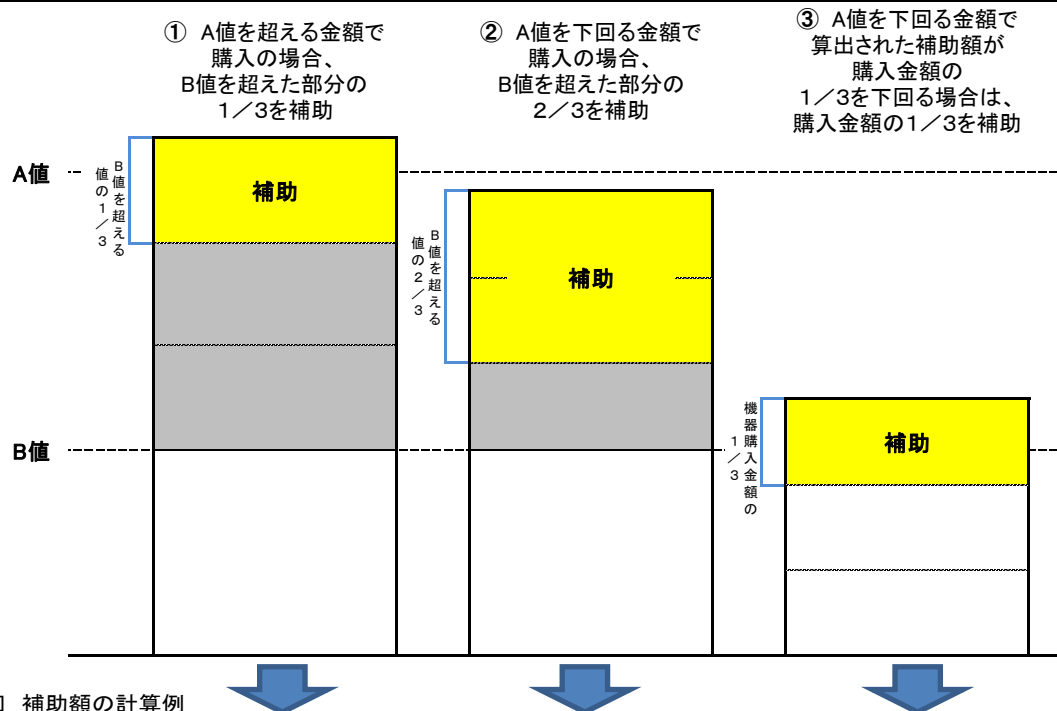 ① A値を超える金額で
購入の場合、
B値を超えた部分の
1／3を補助
② A値を下回る金額で
購入の場合、
B値を超えた部分の
2／3を補助
③ A値を下回る金額で
算出された補助額が
購入金額の
1／3を下回る場合は、
購入金額の1／3を補助
A値
B値を超える
値の1／3
補助
B値を超える
値の2／3
補助
B値
機器購入金額の
1／3
補助
補助額の計算例